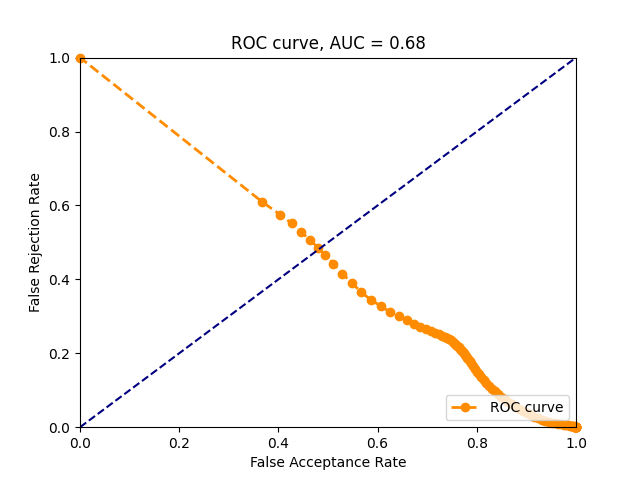 ROC curve, AUC = 0.68
1.0
0.8
0.6
0.4
0.2
0.0
False Rejection Rate
ROC curve
0.0 0.2 0.4 0.6 0.8 1.0
False Acceptance Rate